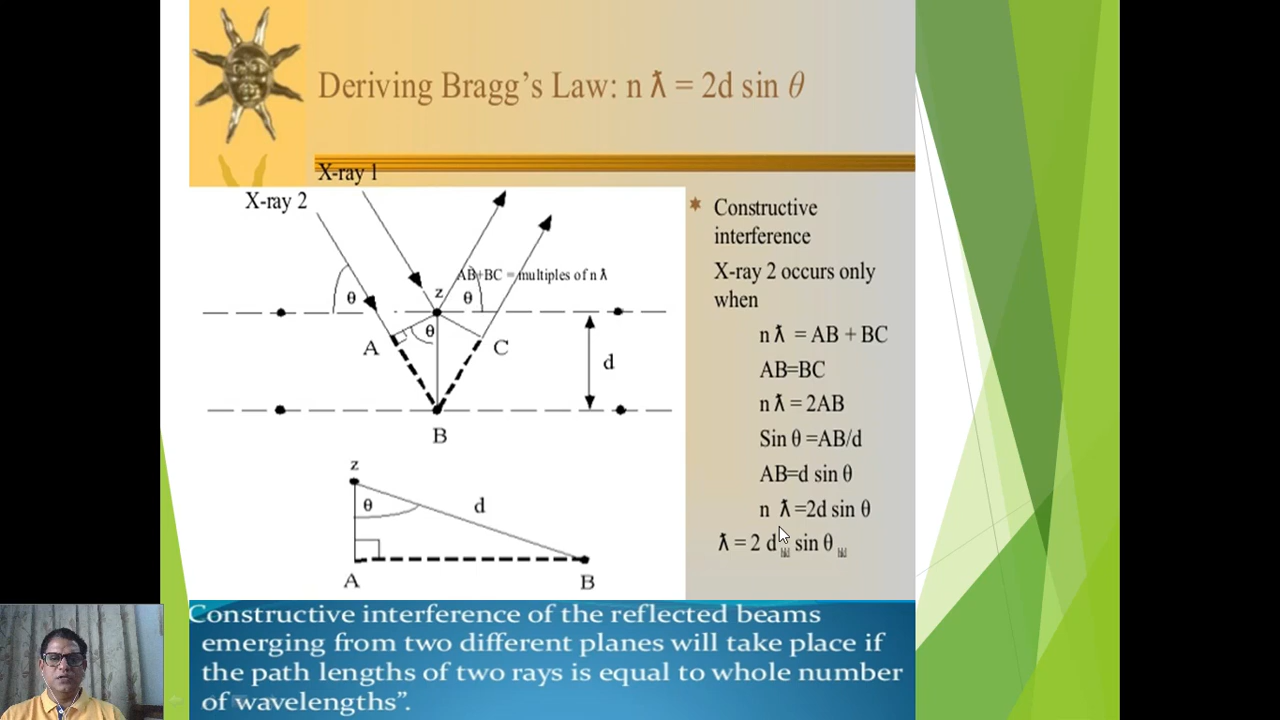 Deriving Bragg's Law: n ƛ = 2d sin θ
X-ray 1
X-ray 2
AB+BC = multiples of n ƛ
θ
z
θ
θ
A
C
d
B
z
θ
d
A
B
Constructive
interference
X-ray 2 occurs only
when
n ƛ = AB + BC
AB=BC
n ƛ = 2AB
Sin θ =AB/d
AB=d sin θ
n ƛ =2d sin θ
ƛ = 2 d sin θ
Constructive interference of the reflected beams
emerging from two different planes will take place if
the path lengths of two rays is equal to whole number
of wavelengths”.